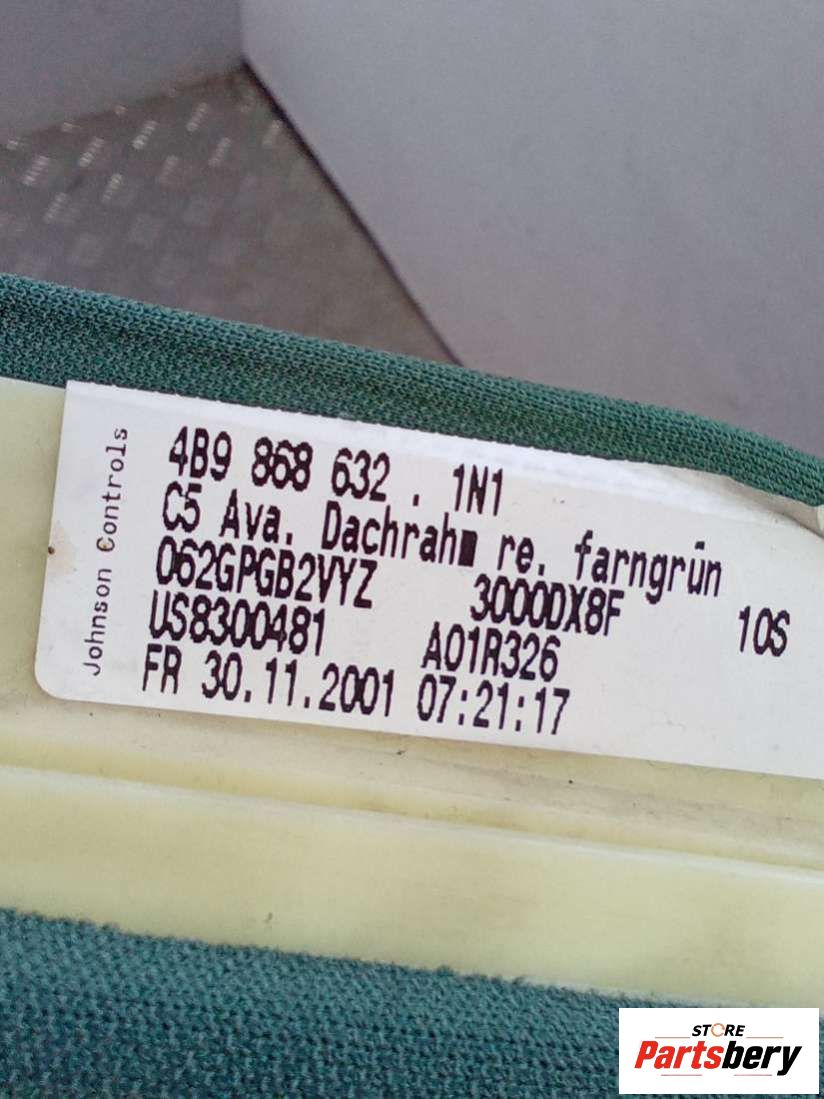 Johnson Controls
4B9 868 632 . 1N1
C5 Ava. Dachrahm re. farngrün
062GPGB2VYZ 3000DX8F 10S
US8300481 A01R326
FR 30.11.2001 07:21:17
STORE
Partsbery